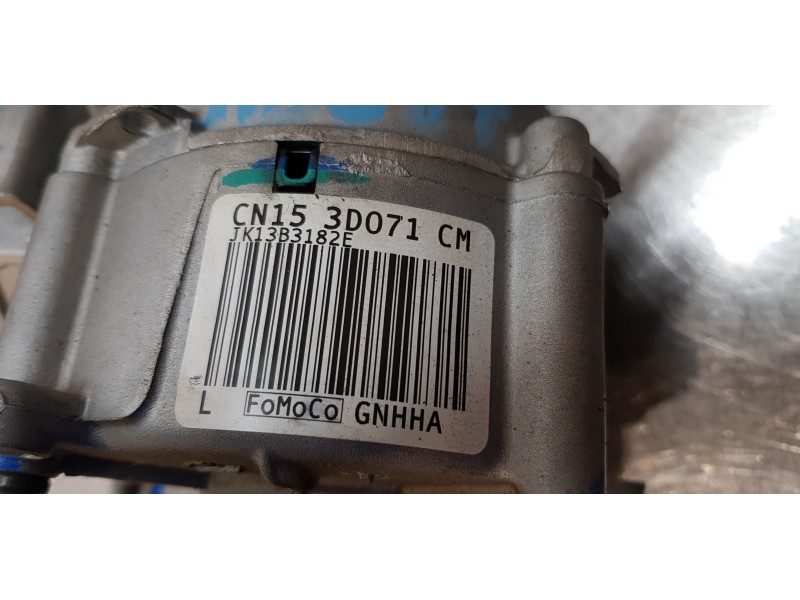 CN15 3D071 CM
JK13B3182E
L FoMoCo GNHHA